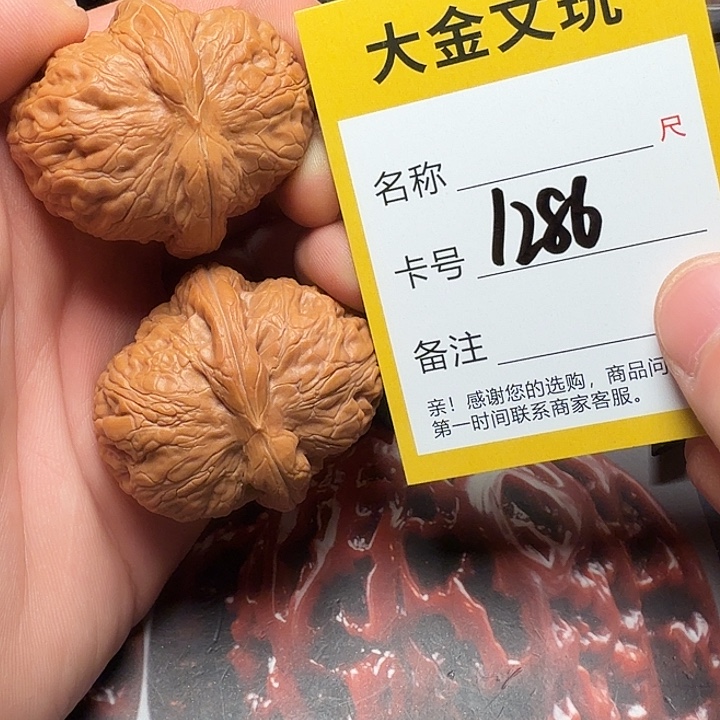 大金文玩
名称 尺
卡号 1286
备注
亲！感谢您的选购，商品问
第一时间联系商家客服。